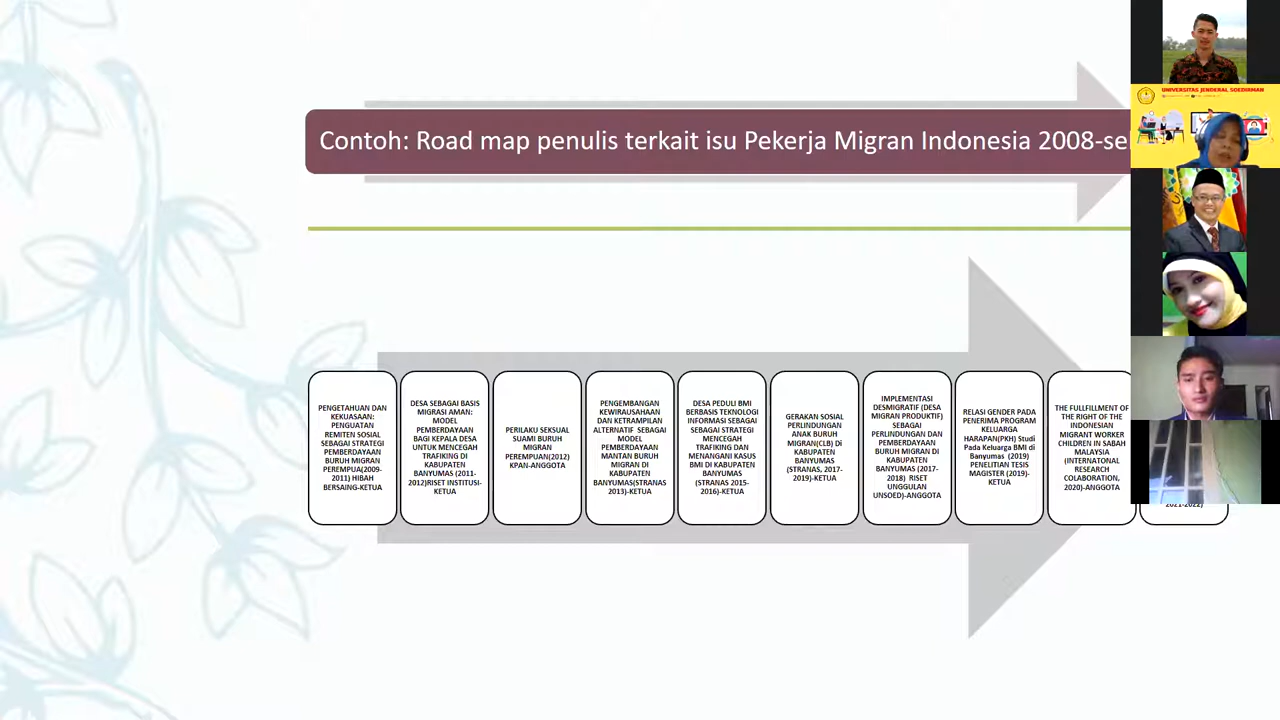 Contoh: Road map penulis terkait isu Pekerja Migran Indonesia 2008-se
UNIVERSITAS JENDERAL SOEDIRMAN
PENGETAHUAN DAN
KEKUASAAN:
PENGUATAN
REMITEN SOSIAL
SEBAGAI STRATEGI
PEMBERDAYAAN
BURUH MIGRAN
PEREMPUA(2009-
2011) HIBAH
BERSAING-KETUA
DESA SEBAGAI BASIS
MIGRASI AMAN:
MODEL
PEMBERDAYAAN
BAGI KEPALA DESA
UNTUK MENCEGAH
TRAFIKING DI
KABUPATEN
BANYUMAS (2011-
2012)RISET INSTITUSI-
KETUA
PERILAKU SEKSUAL
SUAMI BURUH
MIGRAN
PEREMPUAN(2012)
KPAN-ANGGOTA
PENGEMBANGAN
KEWIRAUSAHAAN
DAN KETRAMPILAN
ALTERNATIF SEBAGAI
MODEL
PEMBERDAYAAN
MANTAN BURUH
MIGRAN DI
KABUPATEN
BANYUMAS(STRANAS
2013)-KETUA
DESA PEDULI BMI
BERBASIS TEKNOLOGI
INFORMASI SEBAGAI
SEBAGAI STRATEGI
MENCEGAH
TRAFIKING DAN
MENANGANI KASUS
BMI DI KABUPATEN
BANYUMAS
(STRANAS 2015-
2016)-KETUA
GERAKAN SOSIAL
PERLINDUNGAN
ANAK BURUH
MIGRAN(CLB) Di
KABUPATEN
BANYUMAS
(STRANAS, 2017-
2019)-KETUA
IMPLEMENTASI
DESMIGRATIF (DESA
MIGRAN PRODUKTIF)
SEBAGAI
PERLINDUNGAN DAN
PEMBERDAYAAN
BURUH MIGRAN DI
KABUPATEN
BANYUMAS (2017-
2018) RISET
UNGGULAN
UNSOED)-ANGGOTA
RELASI GENDER PADA
PENERIMA PROGRAM
KELUARGA
HARAPAN(PKH) Studi
Pada Keluarga BMI di
Banyumas (2019)
PENELITIAN TESIS
MAGISTER (2019)-
KETUA
THE FULLFILLMENT OF
THE RIGHT OF THE
INDONESIAN
MIGRANT WORKER
CHILDREN IN SABAH
MALAYSIA
(INTERNATONAL
RESEARCH
COLABORATION,
2020)-ANGGOTA
2021-2022)